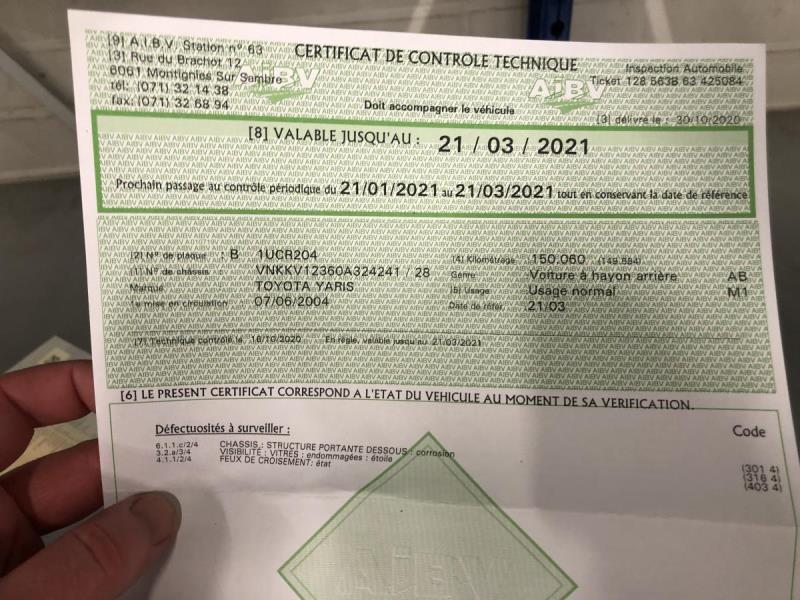 [9] A.I.B.V. Station n° 63
[3] Rue du Brachot 12
6061 Montignies Sur Sembre
tél: (071) 32 14 38
fax: (071) 32 68 94
CERTIFICAT DE CONTROLE TECHNIQUE
AIBV
AIBV
Inspection Automobile
Ticket 128 563B 63 425084
Doit accompagner le véhicule
[3] délivré le : 30/10/2020
[8] VALABLE JUSQU'AU : 21 / 03 / 2021
Prochain passage au contrôle périodique du 21/01/2021 au 21/03/2021 tout en conservant la date de référence
[2] N° de plaque : B 1UCR204
[1] N° de châssis : VNKKV12360A324241 / 28
Marque : TOYOTA YARIS
1e mise en circulation : 07/06/2004
[4] Kilométrage : 150.060 (149.884)
Genre : Voiture à hayon arrière AB
[5] Usage : Usage normal M1
Date de référ. : 21/03
[7] Technique contrôlé le 16/10/2020 En règle, valable jusqu'au 21/03/2021
[6] LE PRESENT CERTIFICAT CORRESPOND A L'ETAT DU VEHICULE AU MOMENT DE SA VERIFICATION.
Défectuosités à surveiller :
Code
6.1.1.c/2/4 CHASSIS : STRUCTURE PORTANTE DESSOUS : corrosion (301 4)
3.2.a/3/4 VISIBILITÉ : VITRES : endommagées : étoile (316 4)
4.1.1/2/4 FEUX DE CROISEMENT: état (403 4)
AIBV